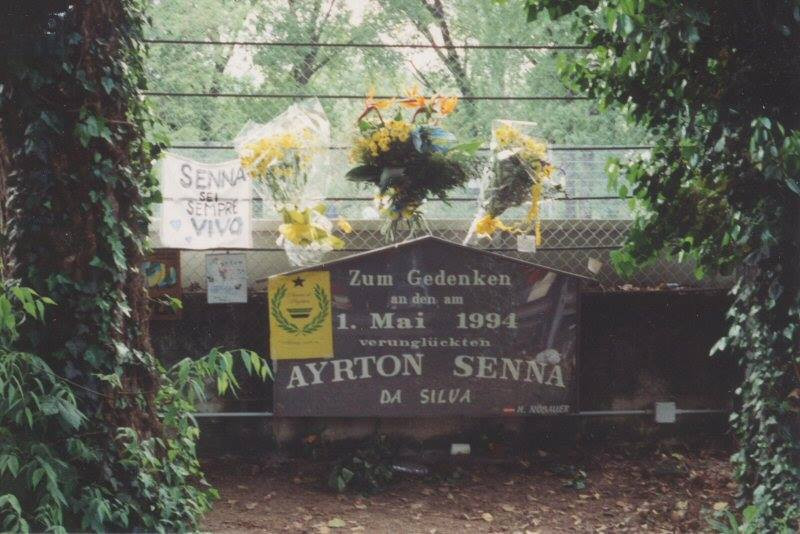 SENNA
SEI
SEMPRE
VIVO
Zum Gedenken
an den am
1. Mai 1994
verunglückten
AYRTON SENNA
DA SILVA